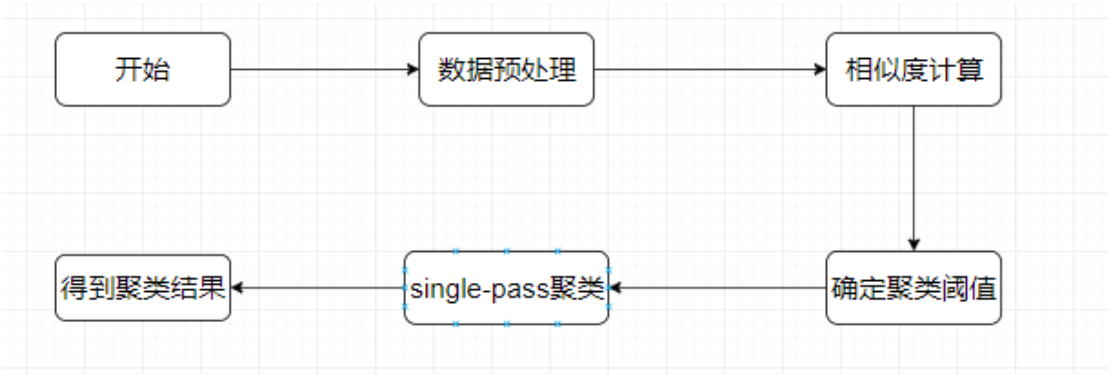 开始
数据预处理
相似度计算
得到聚类结果
single-pass聚类
确定聚类阈值